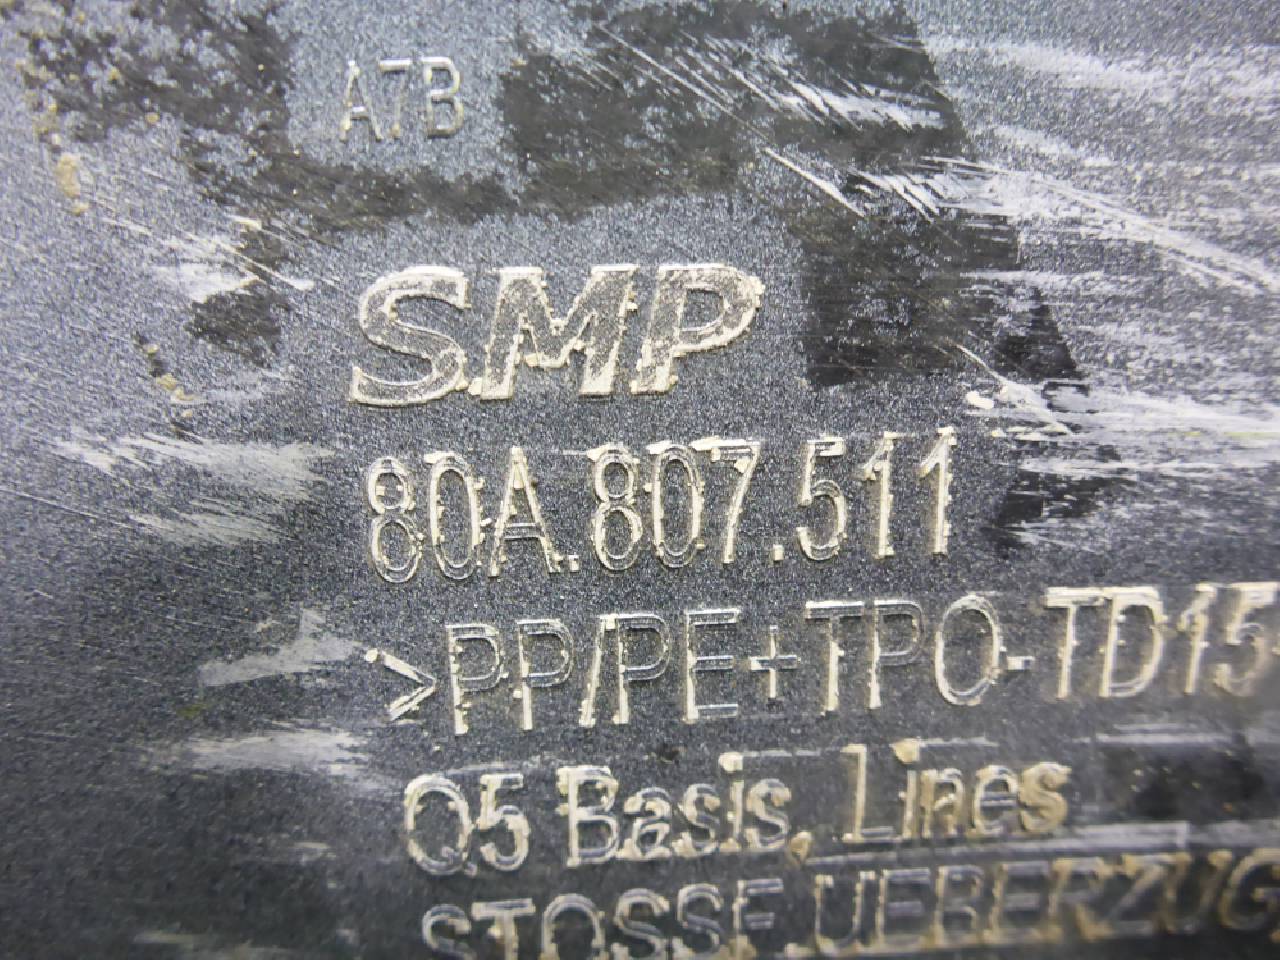 A7B
SMP
80A.807.511
>PP/PE+TPO-TD15
Q5 Basis, Lines
STOSSF.UEBERZUG